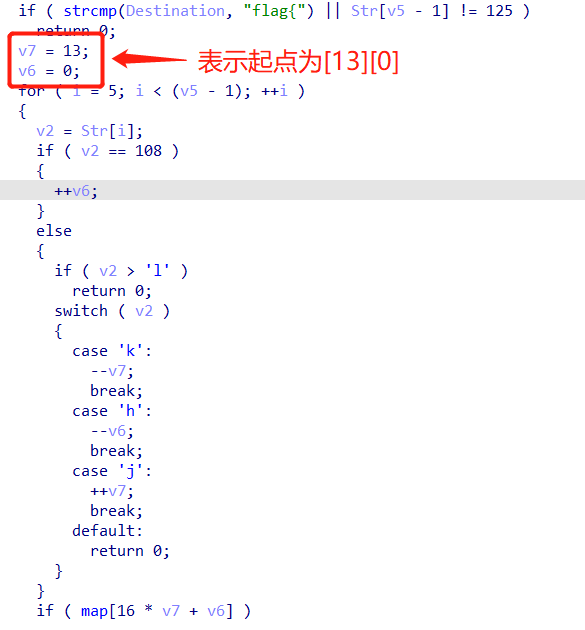 if ( strcmp(Destination, "flag{") || Str[v5 - 1] != 125 )
return 0;
v7 = 13;
v6 = 0;
表示起点为[13][0]
for ( i = 5; i < (v5 - 1); ++i )
{
v2 = Str[i];
if ( v2 == 108 )
{
++v6;
}
else
{
if ( v2 > 'l' )
return 0;
switch ( v2 )
{
case 'k':
--v7;
break;
case 'h':
--v6;
break;
case 'j':
++v7;
break;
default:
return 0;
}
}
if ( map[16 * v7 + v6] )